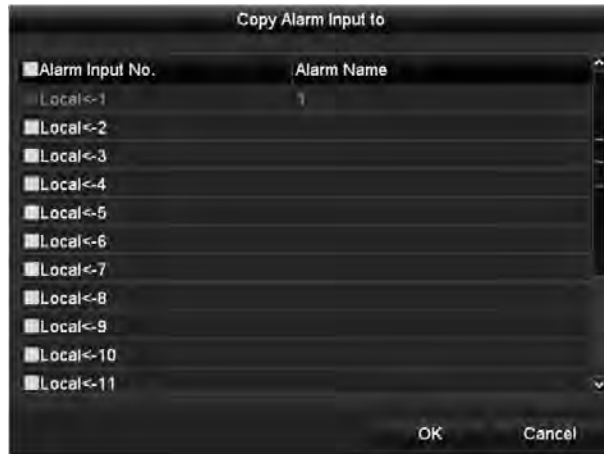 Copy Alarm Input to
Alarm Input No. Alarm Name
Local<-1 1
Local<-2
Local<-3
Local<-4
Local<-5
Local<-6
Local<-7
Local<-8
Local<-9
Local<-10
Local<-11
OK Cancel